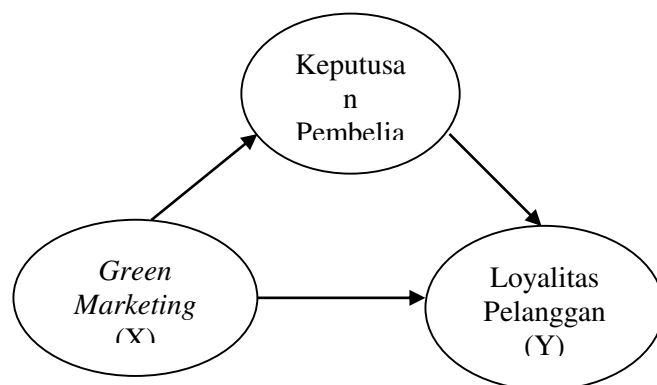 Keputusa
n
Pembelia
Green
Marketing
(X)
Loyalitas
Pelanggan
(Y)